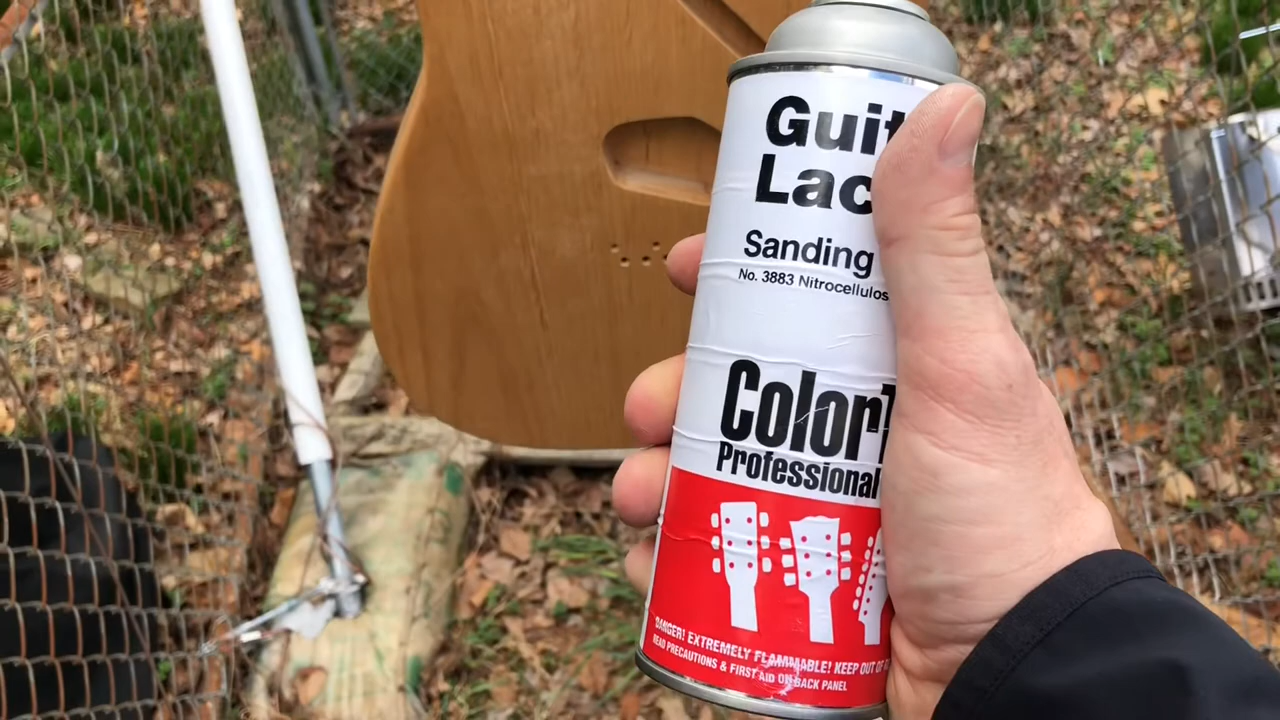 Guit
Lac
Sanding
No. 3883 Nitrocellulos
ColorT
Professional
DANGER! EXTREMELY FLAMMABLE! KEEP OUT OF
READ PRECAUTIONS & FIRST AID ON BACK PANEL